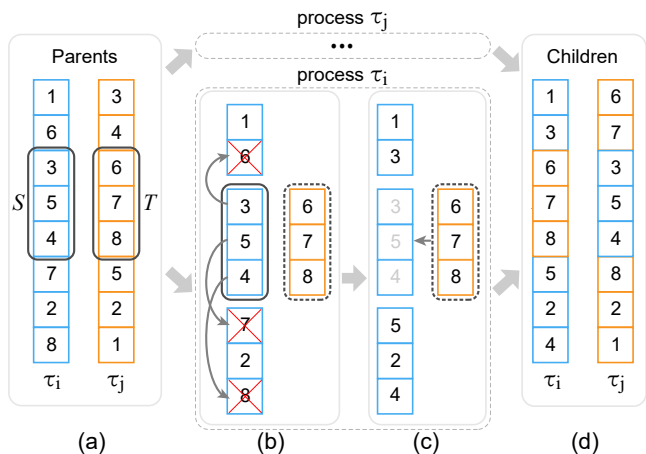 process τj
...
process τi
Parents
1 3
6 4
3 6
5 7
4 8
7 5
2 2
8 1
S
T
τi τj
(a)
1
6
3 6
5 7
4 8
7
2
8
(b)
1
3
3 6
5 7
4 8
5
2
4
(c)
Children
1 6
3 7
6 3
7 5
8 4
5 8
2 2
4 1
τi τj
(d)